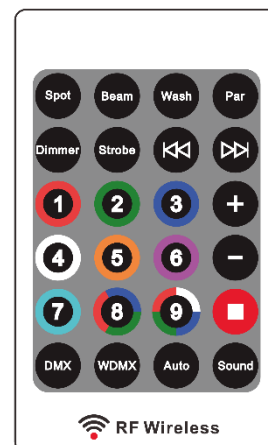 Spot Beam Wash Par
Dimmer Strobe
1 2 3 +
4 5 6 −
7 8 9
DMX WDMX Auto Sound
RF Wireless